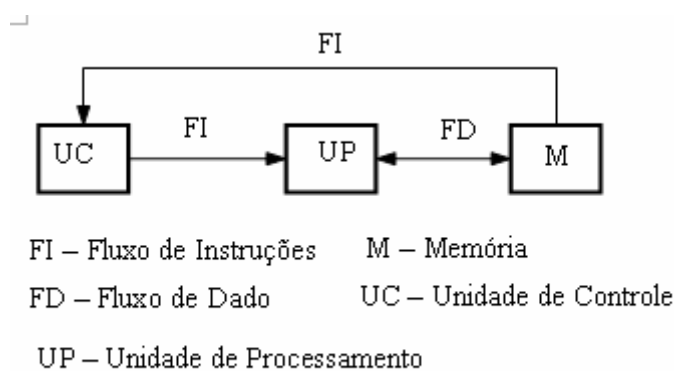 FI
FI
FD
UC
UP
M
FI – Fluxo de Instruções M – Memória
FD – Fluxo de Dado UC – Unidade de Controle
UP – Unidade de Processamento